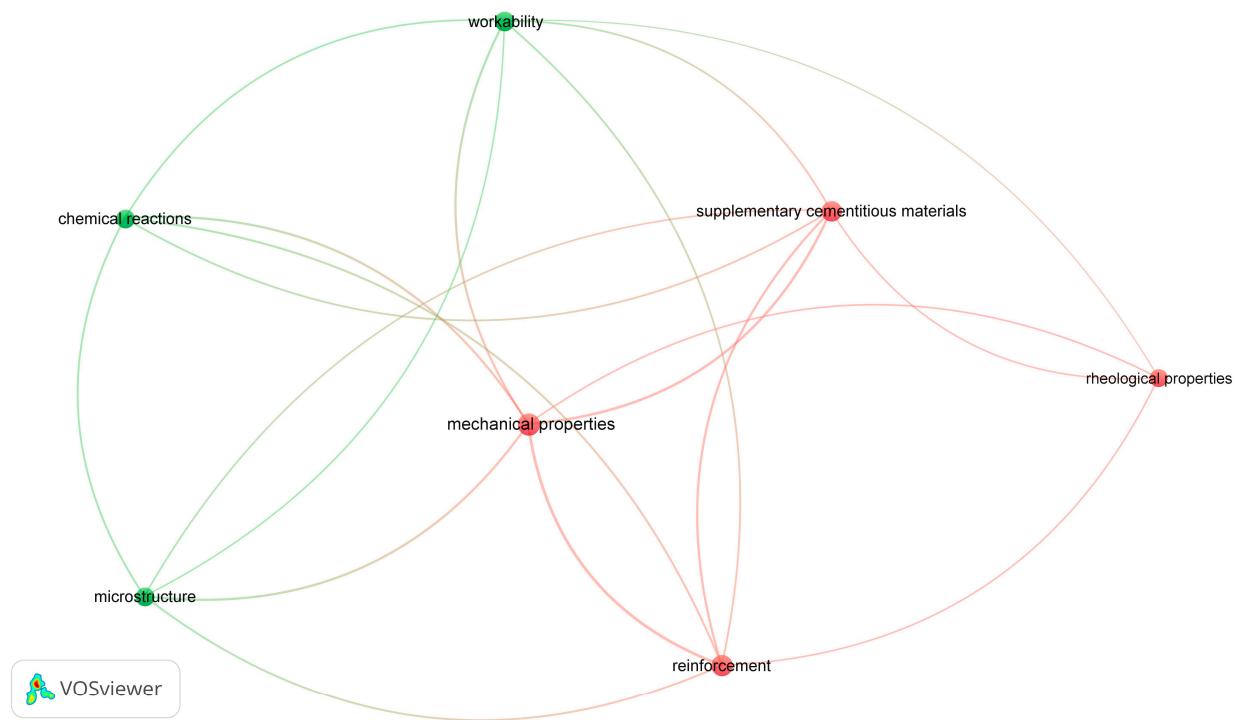 workability
chemical reactions
supplementary cementitious materials
rheological properties
mechanical properties
microstructure
reinforcement
VOSviewer